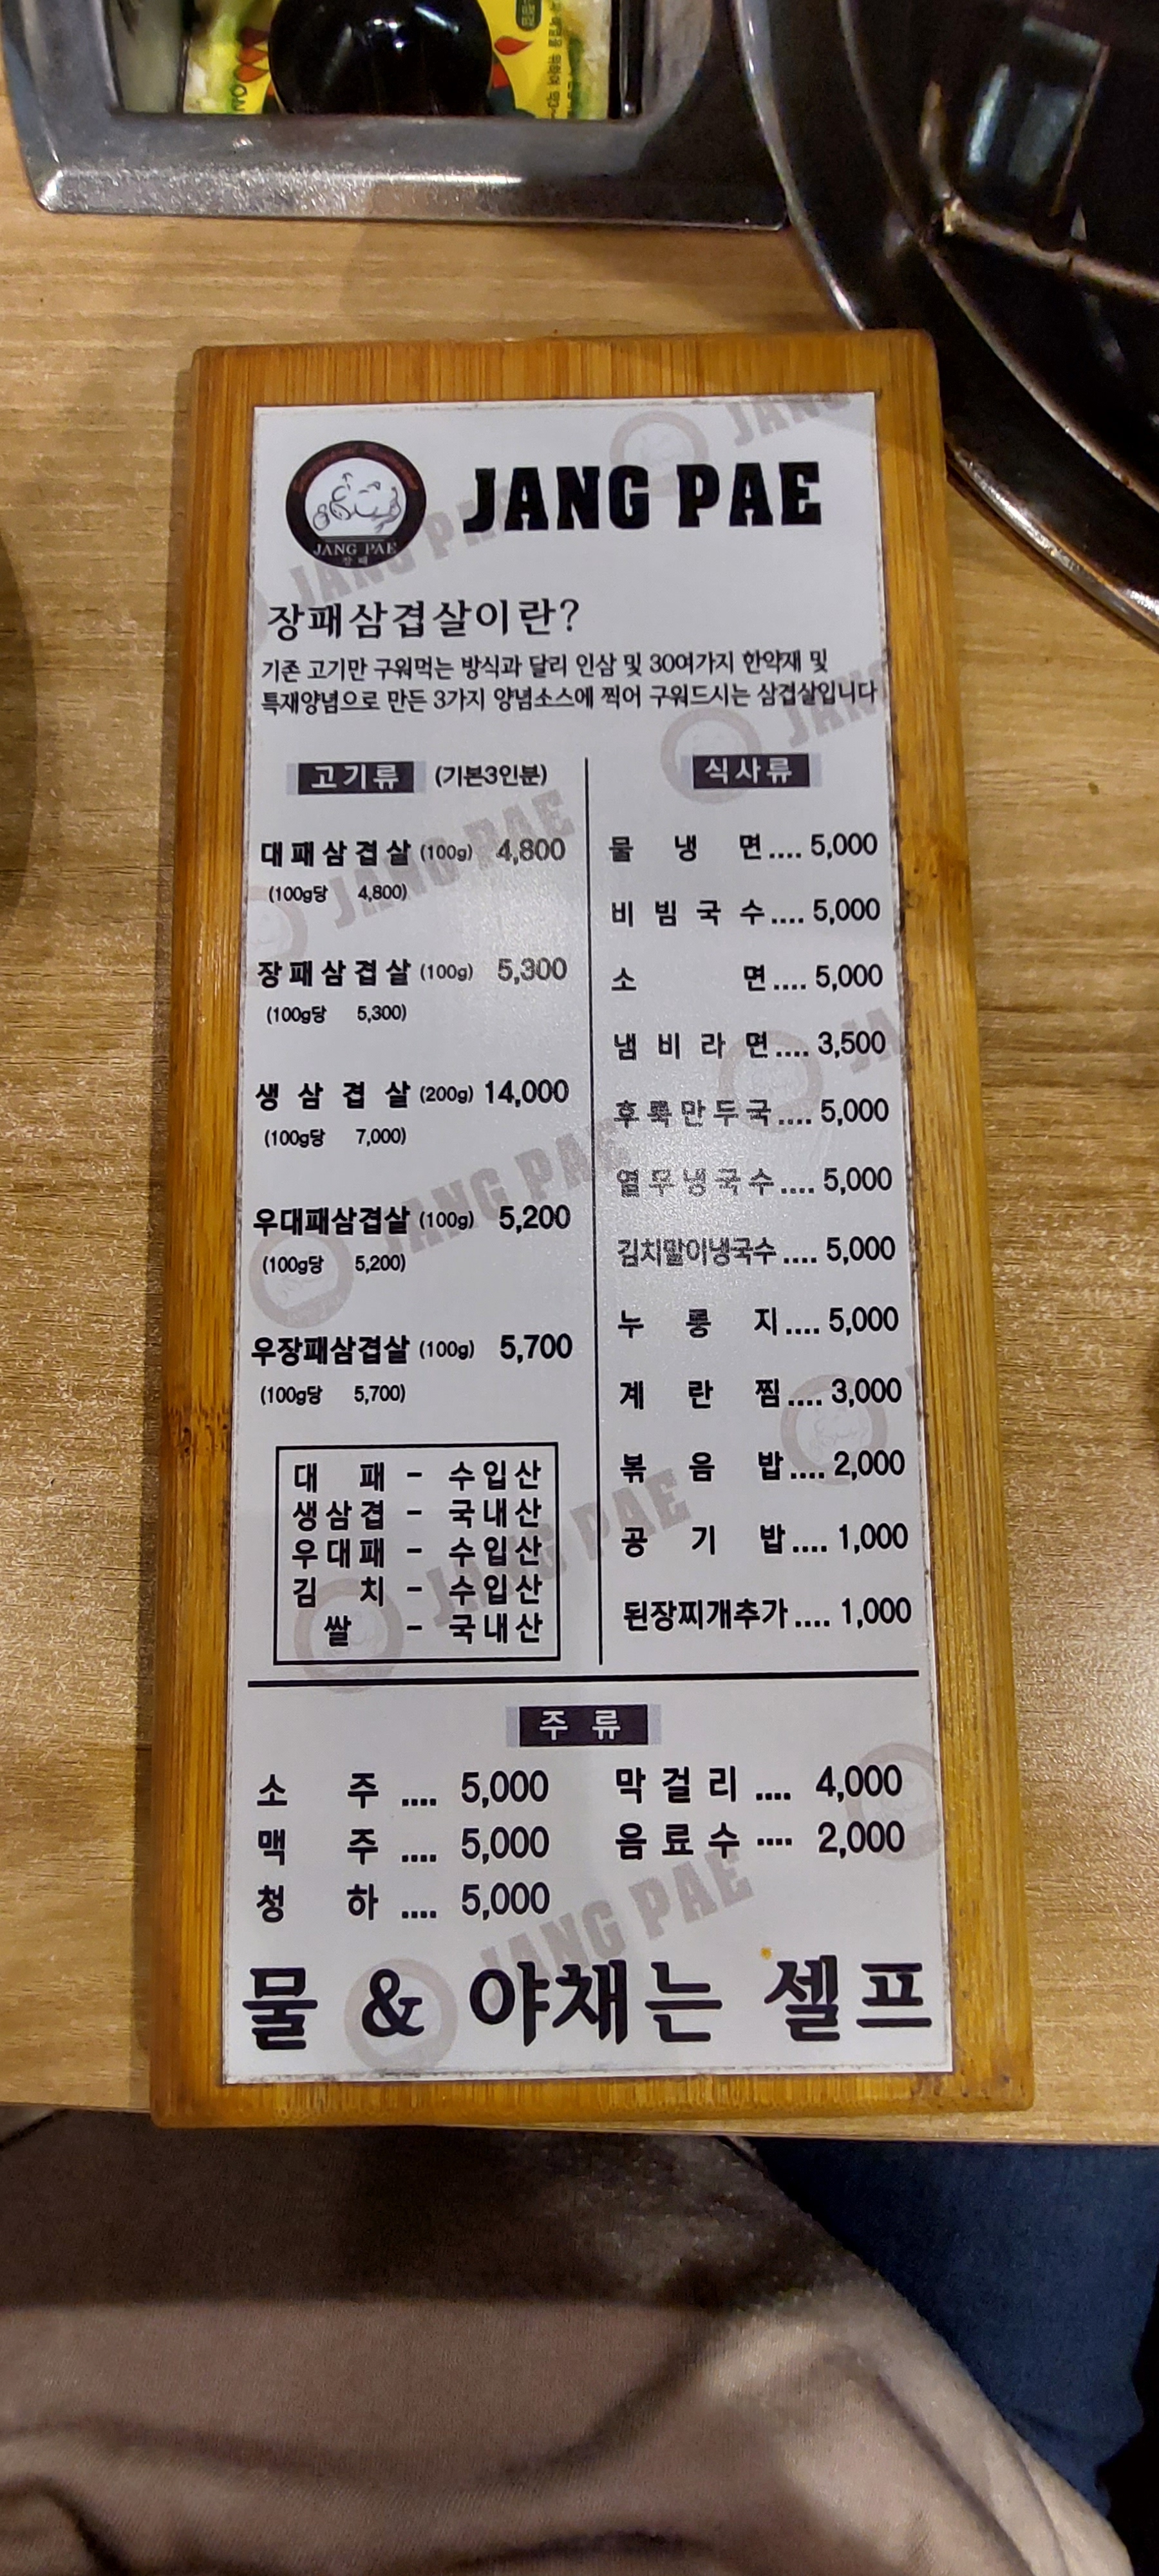 JANG PAE
JANG PAE
장패
장패삼겹살이란?
기존 고기만 구워먹는 방식과 달리 인삼 및 30여가지 한약재 및
특재양념으로 만든 3가지 양념소스에 찍어 구워드시는 삼겹살입니다
고기류 (기본3인분)
대패삼겹살 (100g) 4,800
(100g당 4,800)
장패삼겹살 (100g) 5,300
(100g당 5,300)
생삼겹살 (200g) 14,000
(100g당 7,000)
우대패삼겹살 (100g) 5,200
(100g당 5,200)
우장패삼겹살 (100g) 5,700
(100g당 5,700)
대패 - 수입산
생삼겹 - 국내산
우대패 - 수입산
김치 - 수입산
쌀 - 국내산
식사류
물냉면.... 5,000
비빔국수.... 5,000
소면.... 5,000
냄비라면.... 3,500
후룩만두국.... 5,000
열무냉국수.... 5,000
김치말이냉국수.... 5,000
누룽지.... 5,000
계란찜.... 3,000
볶음밥.... 2,000
공기밥.... 1,000
된장찌개추가.... 1,000
주류
소주 .... 5,000
맥주 .... 5,000
청하 .... 5,000
막걸리 .... 4,000
음료수 .... 2,000
물 & 야채는 셀프